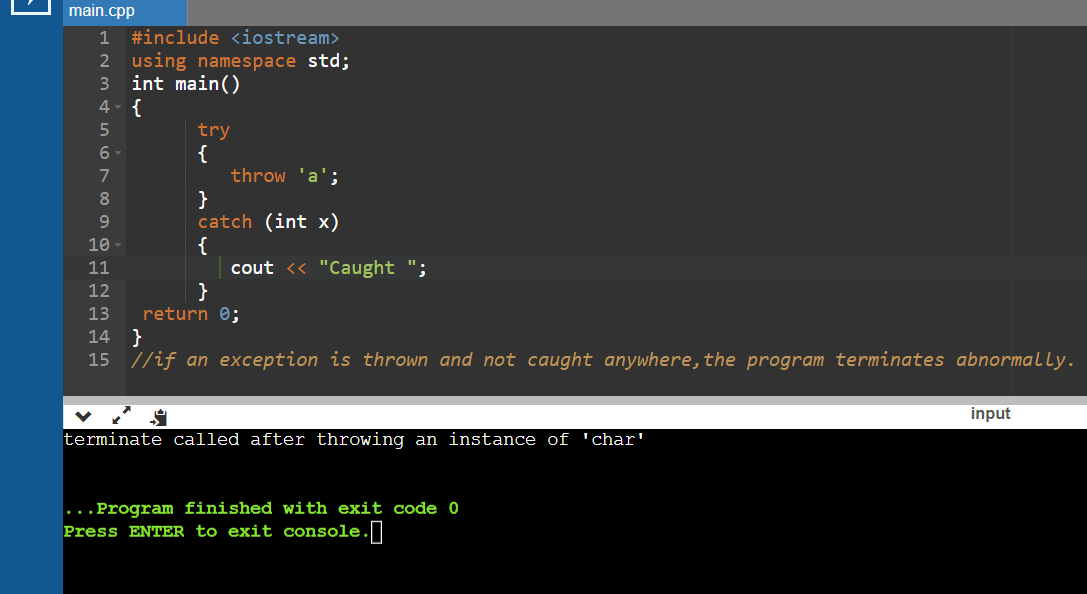 main.cpp
1 #include <iostream>
2 using namespace std;
3 int main()
4 {
5 try
6 {
7 throw 'a';
8 }
9 catch (int x)
10 {
11 cout << "Caught ";
12 }
13 return 0;
14 }
15 //if an exception is thrown and not caught anywhere,the program terminates abnormally.
input
terminate called after throwing an instance of 'char'
...Program finished with exit code 0
Press ENTER to exit console.